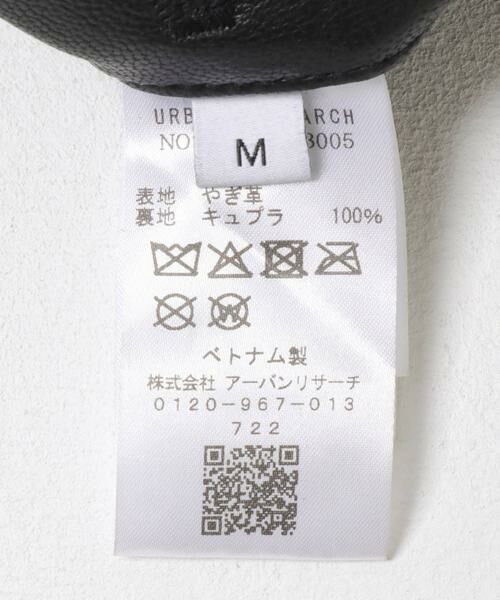 URB ARCH
NO 3005
M
表地 やぎ革
裏地 キュプラ 100%
ベトナム製
株式会社 アーバンリサーチ
0120-967-013
722